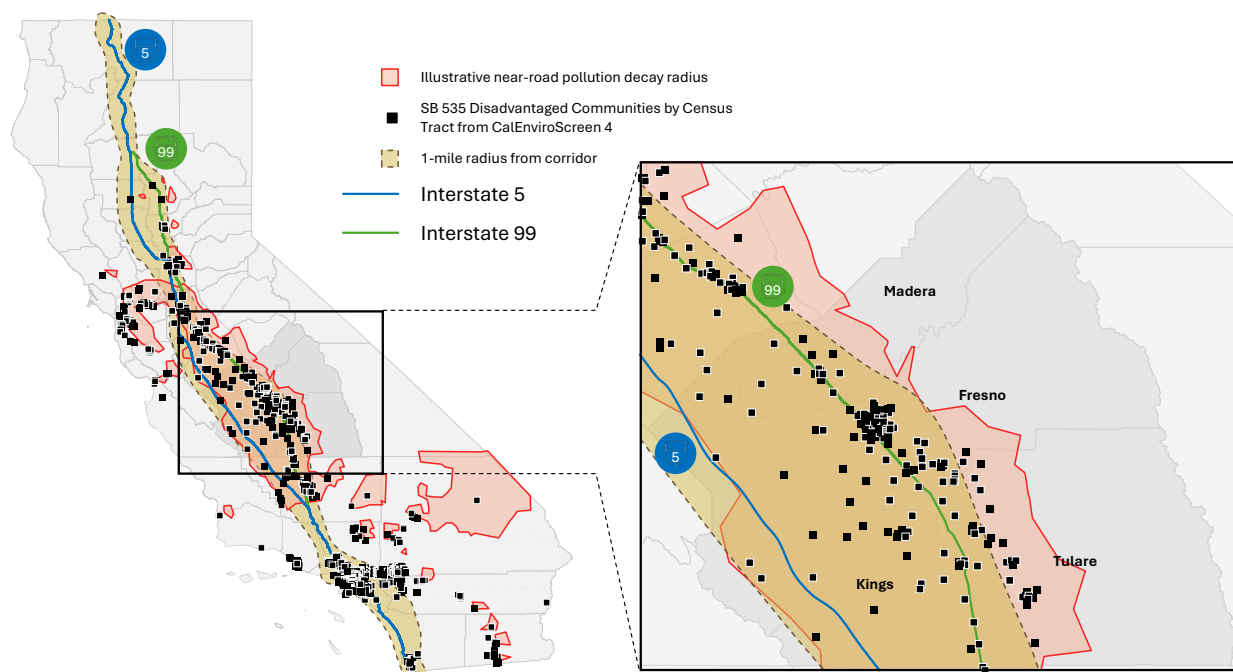 5
Illustrative near-road pollution decay radius
SB 535 Disadvantaged Communities by Census
Tract from CalEnviroScreen 4
99
1-mile radius from corridor
Interstate 5
Interstate 99
99
Madera
Fresno
5
Tulare
Kings